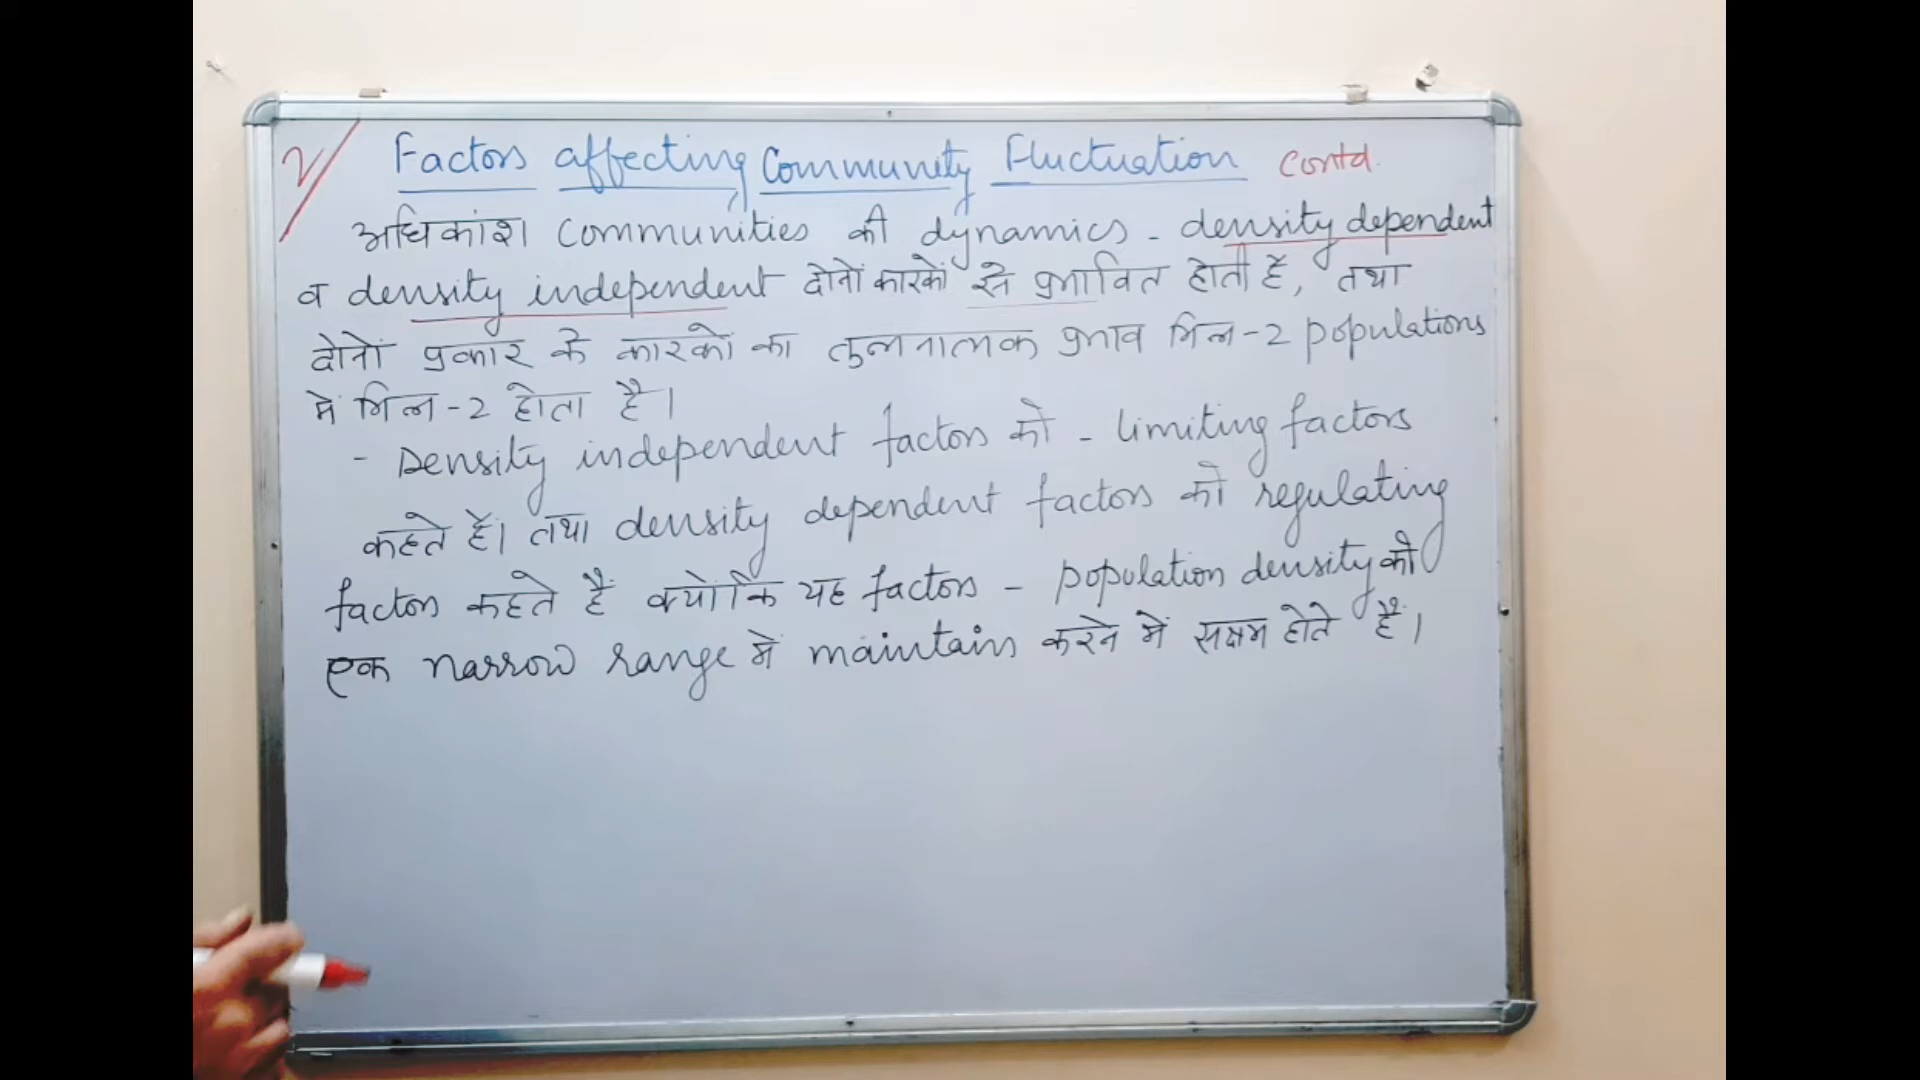 2/ Factors affecting Community Fluctuation Contd.
अधिकांश communities की dynamics - density dependent
व density independent दोनों कारकों से प्रभावित होती हैं, तथा
दोनों प्रकार के कारकों का तुलनात्मक प्रभाव भिन्न-2 populations
में भिन्न-2 होता है।
- Density independent factors को - limiting factors
कहते हैं। तथा density dependent factors को regulating
factors कहते हैं क्योंकि यह factors - population density को
एक narrow range में maintain करने में सक्षम होते हैं।